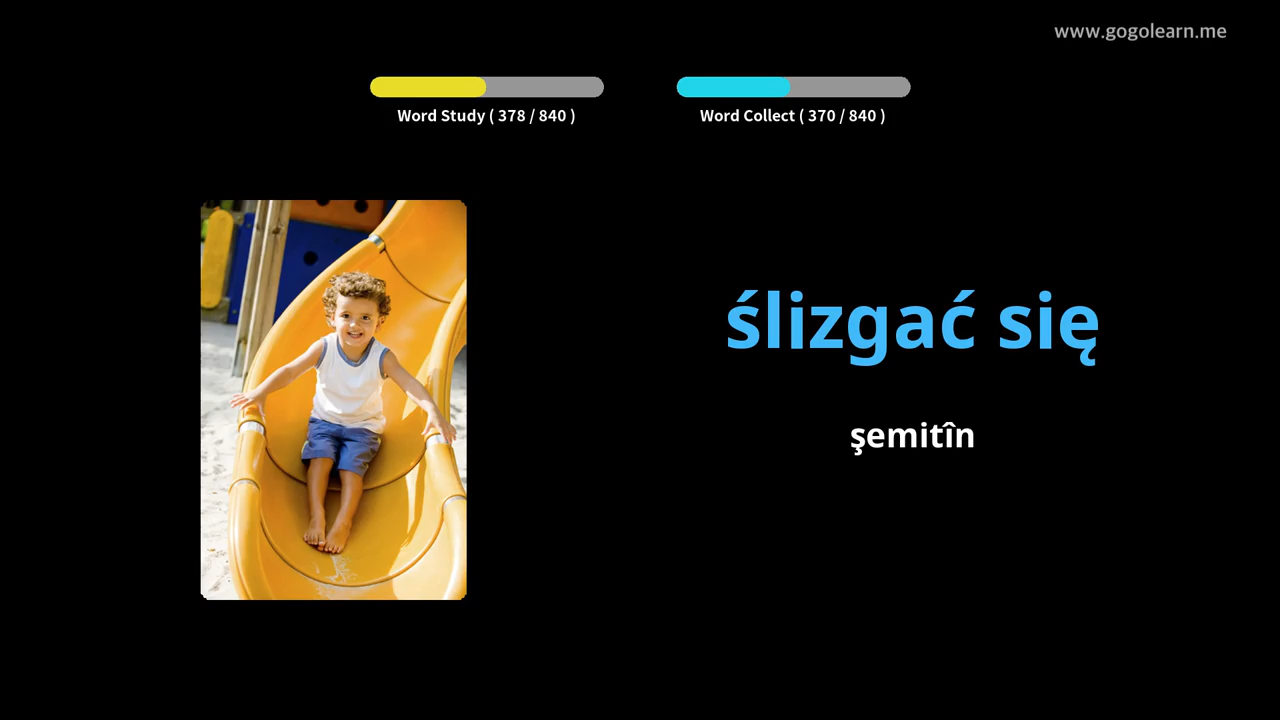 www.gogolearn.me
Word Study ( 378 / 840 )
Word Collect ( 370 / 840 )
ślizgać się
şemitîn